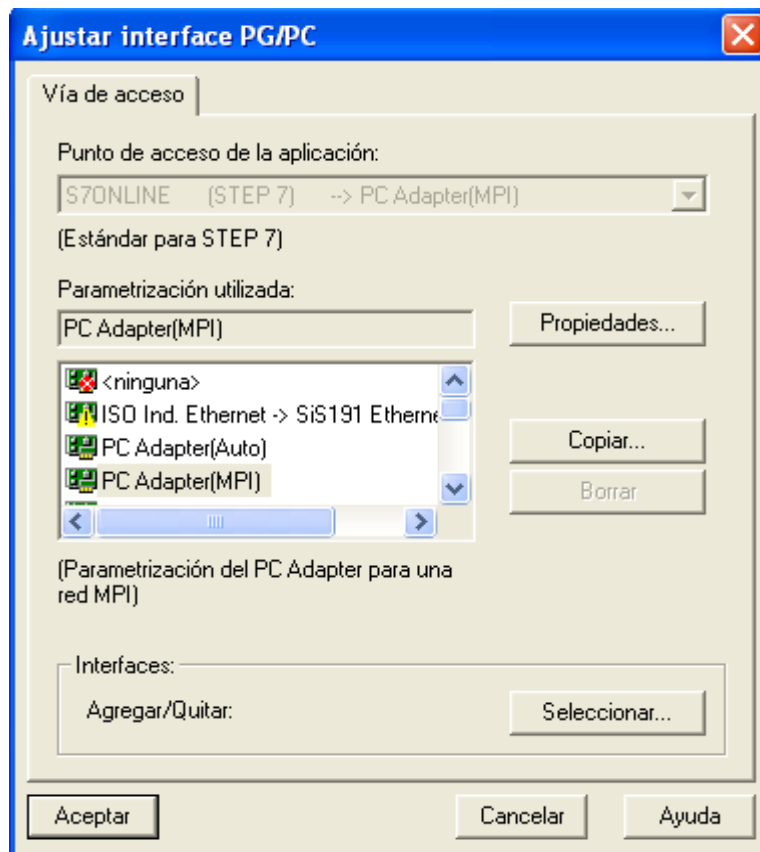 Ajustar interface PG/PC
Vía de acceso
Punto de acceso de la aplicación:
S7ONLINE (STEP 7) --> PC Adapter(MPI)
(Estándar para STEP 7)
Parametrización utilizada:
PC Adapter(MPI)
Propiedades...
<ninguna>
ISO Ind. Ethernet -> SiS191 Etherne
PC Adapter(Auto)
PC Adapter(MPI)
Copiar...
Borrar
(Parametrización del PC Adapter para una
red MPI)
Interfaces:
Agregar/Quitar:
Seleccionar...
Aceptar
Cancelar
Ayuda